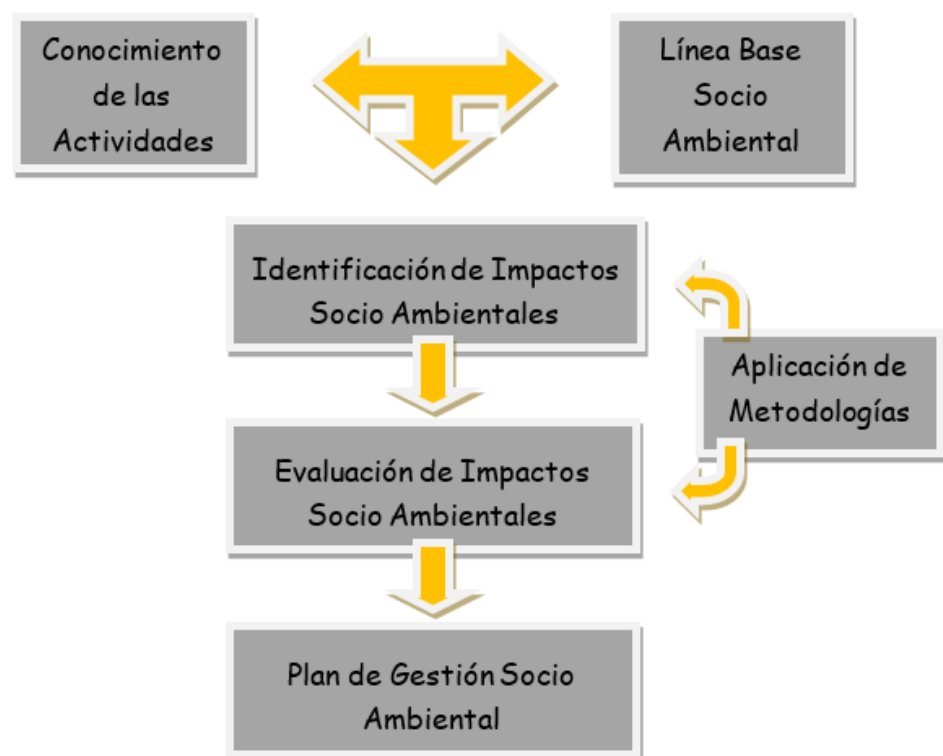 Conocimiento
de las
Actividades
Línea Base
Socio
Ambiental
Identificación de Impactos
Socio Ambientales
Aplicación de
Metodologías
Evaluación de Impactos
Socio Ambientales
Plan de Gestión Socio
Ambiental